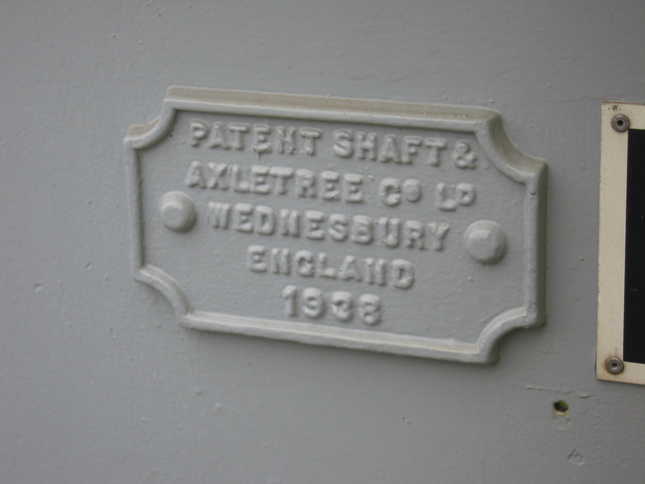 PATENT SHAFT &
AXLETREE Co LD
WEDNESBURY
ENGLAND
1938